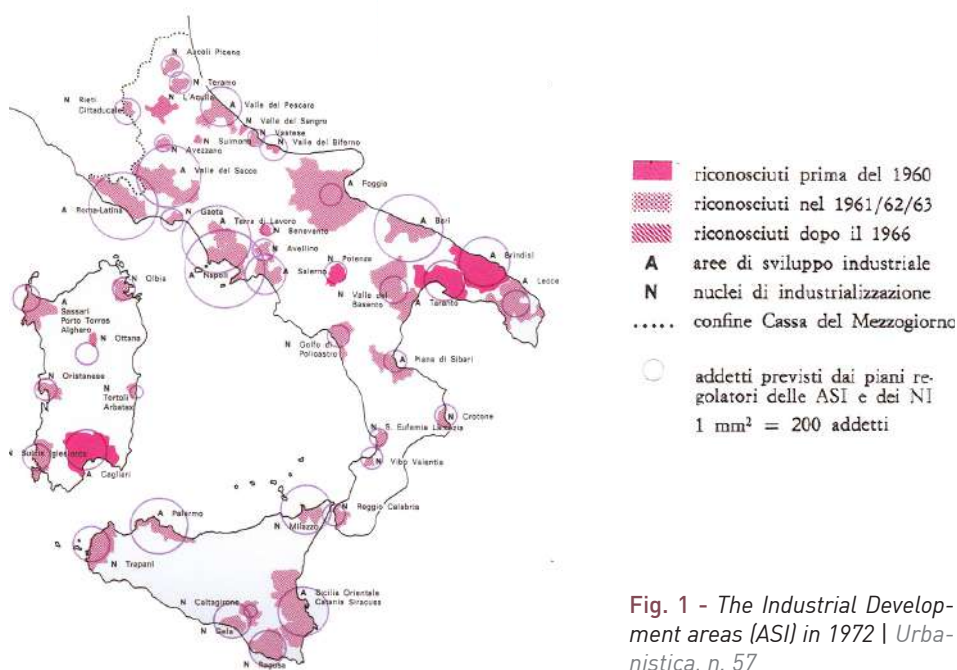 N Ascoli Piceno
N Teramo
N Rieti
Cittaducale
N L'Aquila
A Valle del Pescara
N Valle del Sangro
N Vastese
N Sulmona
N Valle del Biferno
N Avezzano
A Valle del Sacco
A Foggia
A Roma-Latina
N Gaeta
A Terra di Lavoro
N Benevento
A Bari
N Avellino
A Brindisi
N Potenza
A Napoli
A Salerno
A Lecce
N Olbia
N Valle del
Basento
A Taranto
A
Sassari
Porto Torres
Alghero
N Golfo di
Policastro
N Ottana
A Piana di Sibari
N Oristanese
N
Tortoli
Arbatax
N
N Crotone
N S. Eufemia Lamezia
N Sulcis Iglesiente
N Vibo Valentia
A Cagliari
A Palermo
N Reggio Calabria
N Milazzo
N Trapani
N Caltagirone
A Sicilia Orientale
Catania Siracusa
N Gela
N Ragusa
riconosciuti prima del 1960
riconosciuti nel 1961/62/63
riconosciuti dopo il 1966
A aree di sviluppo industriale
N nuclei di industrializzazione
..... confine Cassa del Mezzogiorno
addetti previsti dai piani re-
golatori delle ASI e dei NI
1 mm² = 200 addetti
Fig. 1 - The Industrial Develop-
ment areas (ASI) in 1972 | Urba-
nistica, n. 57